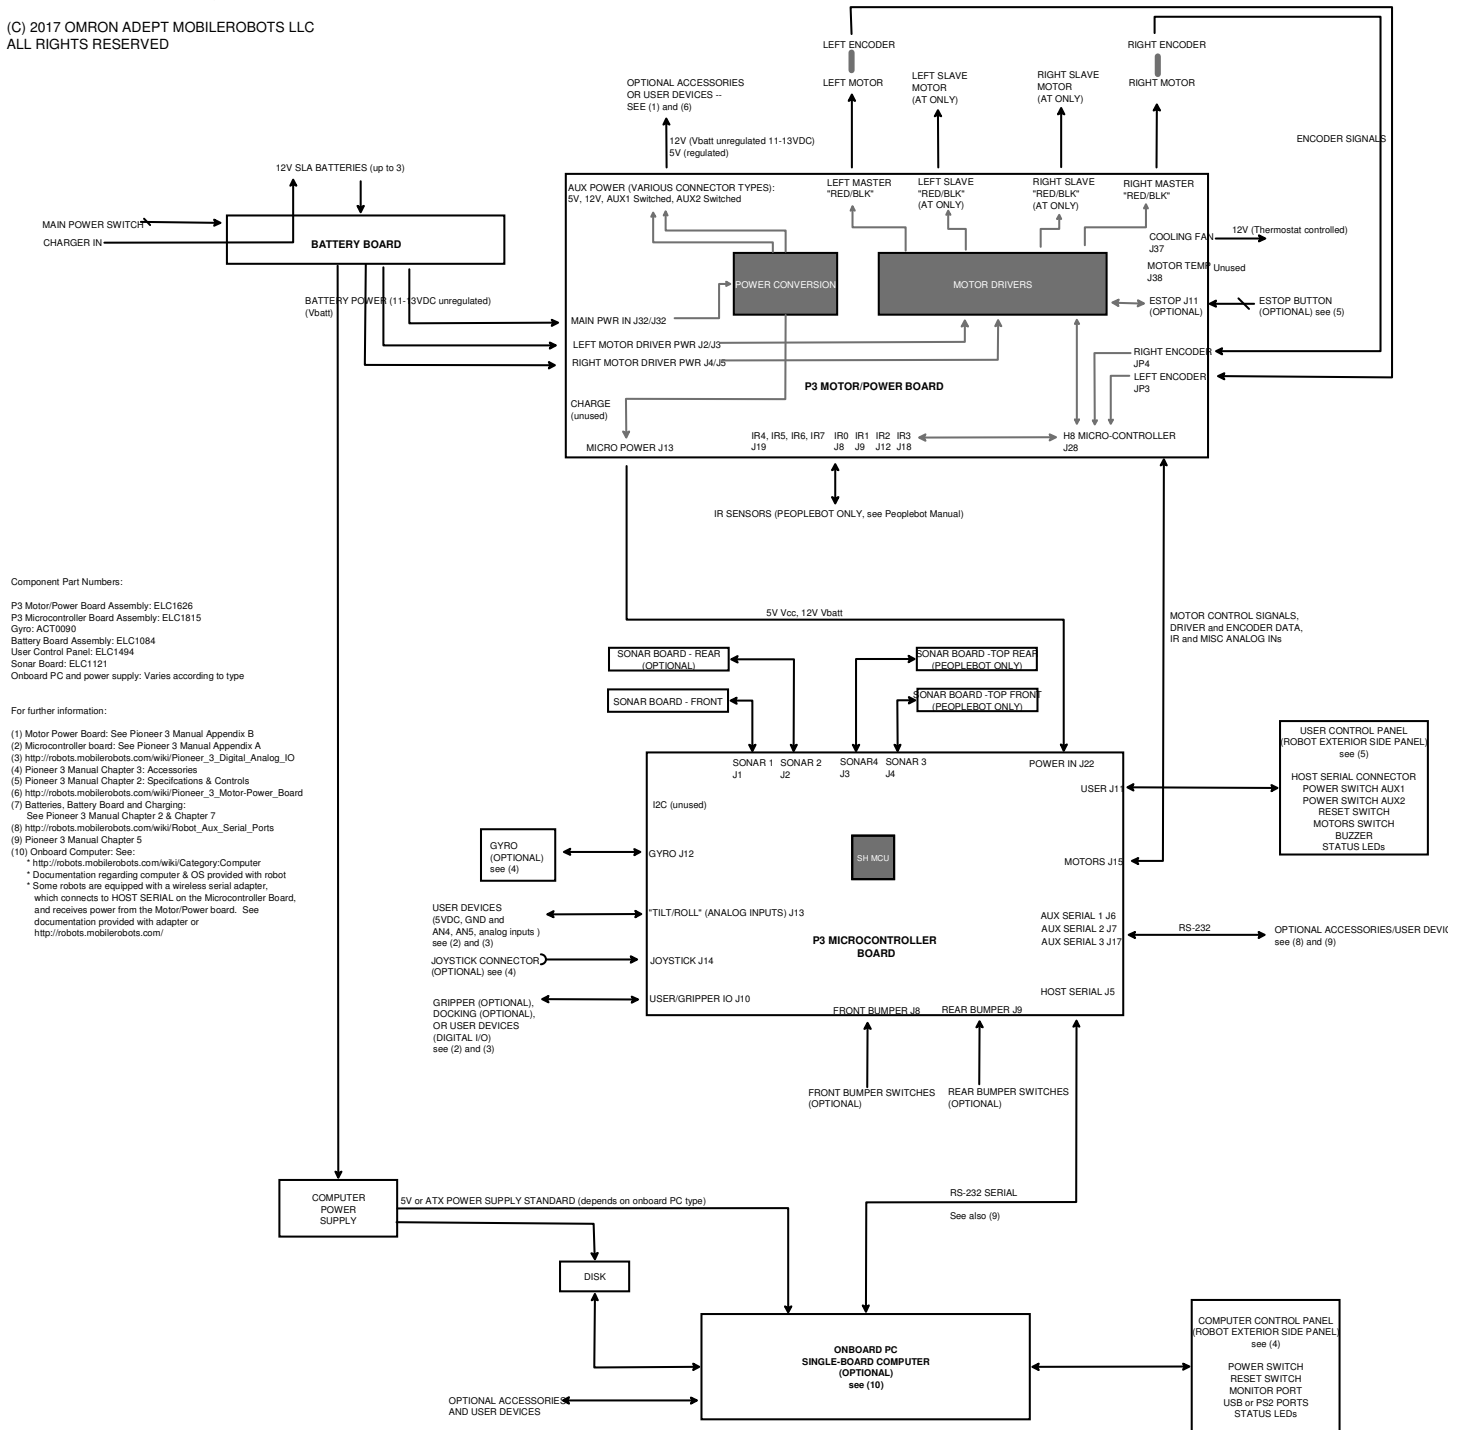 (C) 2017 OMRON ADEPT MOBILEROBOTS LLC
ALL RIGHTS RESERVED
LEFT ENCODER
RIGHT ENCODER
LEFT MOTOR
LEFT SLAVE
MOTOR
(AT ONLY)
RIGHT SLAVE
MOTOR
(AT ONLY)
RIGHT MOTOR
OPTIONAL ACCESSORIES
OR USER DEVICES --
SEE (1) and (6)
12V (Vbatt unregulated 11-13VDC)
5V (regulated)
ENCODER SIGNALS
12V SLA BATTERIES (up to 3)
MAIN POWER SWITCH
CHARGER IN
BATTERY BOARD
BATTERY POWER (11-13VDC unregulated)
(Vbatt)
AUX POWER (VARIOUS CONNECTOR TYPES):
5V, 12V, AUX1 Switched, AUX2 Switched
LEFT MASTER
"RED/BLK"
LEFT SLAVE
"RED/BLK"
(AT ONLY)
RIGHT SLAVE
"RED/BLK"
(AT ONLY)
RIGHT MASTER
"RED/BLK"
COOLING FAN
J37
12V (Thermostat controlled)
MOTOR TEMP
J38
Unused
POWER CONVERSION
MOTOR DRIVERS
ESTOP J11
(OPTIONAL)
ESTOP BUTTON
(OPTIONAL) see (5)
MAIN PWR IN J32/J32
LEFT MOTOR DRIVER PWR J2/J3
RIGHT MOTOR DRIVER PWR J4/J5
RIGHT ENCODER
JP4
LEFT ENCODER
JP3
P3 MOTOR/POWER BOARD
CHARGE
(unused)
MICRO POWER J13
IR4, IR5, IR6, IR7
J19
IR0
J8
IR1
J9
IR2
J12
IR3
J18
H8 MICRO-CONTROLLER
J28
IR SENSORS (PEOPLEBOT ONLY, see Peoplebot Manual)
Component Part Numbers:
P3 Motor/Power Board Assembly: ELC1626
P3 Microcontroller Board Assembly: ELC1815
Gyro: ACT0090
Battery Board Assembly: ELC1084
User Control Panel: ELC1494
Sonar Board: ELC1121
Onboard PC and power supply: Varies according to type
For further information:
(1) Motor Power Board: See Pioneer 3 Manual Appendix B
(2) Microcontroller board: See Pioneer 3 Manual Appendix A
(3) http://robots.mobilerobots.com/wiki/Pioneer_3_Digital_Analog_IO
(4) Pioneer 3 Manual Chapter 3: Accessories
(5) Pioneer 3 Manual Chapter 2: Specifcations & Controls
(6) http://robots.mobilerobots.com/wiki/Pioneer_3_Motor-Power_Board
(7) Batteries, Battery Board and Charging:
See Pioneer 3 Manual Chapter 2 & Chapter 7
(8) http://robots.mobilerobots.com/wiki/Robot_Aux_Serial_Ports
(9) Pioneer 3 Manual Chapter 5
(10) Onboard Computer: See:
* http://robots.mobilerobots.com/wiki/Category:Computer
* Documentation regarding computer & OS provided with robot
* Some robots are equipped with a wireless serial adapter,
which connects to HOST SERIAL on the Microcontroller Board,
and receives power from the Motor/Power board. See
documentation provided with adapter or
http://robots.mobilerobots.com/
5V Vcc, 12V Vbatt
MOTOR CONTROL SIGNALS,
DRIVER and ENCODER DATA,
IR and MISC ANALOG INs
SONAR BOARD - REAR
(OPTIONAL)
SONAR BOARD -TOP REAR
(PEOPLEBOT ONLY)
SONAR BOARD - FRONT
SONAR BOARD -TOP FRONT
(PEOPLEBOT ONLY)
SONAR 1
J1
SONAR 2
J2
SONAR4
J3
SONAR 3
J4
POWER IN J22
USER J11
I2C (unused)
GYRO
(OPTIONAL)
see (4)
GYRO J12
SH MCU
MOTORS J15
USER CONTROL PANEL
(ROBOT EXTERIOR SIDE PANEL)
see (5)
HOST SERIAL CONNECTOR
POWER SWITCH AUX1
POWER SWITCH AUX2
RESET SWITCH
MOTORS SWITCH
BUZZER
STATUS LEDs
USER DEVICES
(5VDC, GND and
AN4, AN5, analog inputs )
see (2) and (3)
"TILT/ROLL" (ANALOG INPUTS) J13
AUX SERIAL 1 J6
AUX SERIAL 2 J7
AUX SERIAL 3 J17
RS-232
OPTIONAL ACCESSORIES/USER DEVIC
see (8) and (9)
P3 MICROCONTROLLER
BOARD
JOYSTICK CONNECTOR
(OPTIONAL) see (4)
JOYSTICK J14
HOST SERIAL J5
GRIPPER (OPTIONAL),
DOCKING (OPTIONAL),
OR USER DEVICES
(DIGITAL I/O)
see (2) and (3)
USER/GRIPPER IO J10
FRONT BUMPER J8
REAR BUMPER J9
FRONT BUMPER SWITCHES
(OPTIONAL)
REAR BUMPER SWITCHES
(OPTIONAL)
COMPUTER
POWER
SUPPLY
5V or ATX POWER SUPPLY STANDARD (depends on onboard PC type)
RS-232 SERIAL
See also (9)
DISK
ONBOARD PC
SINGLE-BOARD COMPUTER
(OPTIONAL)
see (10)
OPTIONAL ACCESSORIES
AND USER DEVICES
COMPUTER CONTROL PANEL
(ROBOT EXTERIOR SIDE PANEL)
see (4)
POWER SWITCH
RESET SWITCH
MONITOR PORT
USB or PS2 PORTS
STATUS LEDs